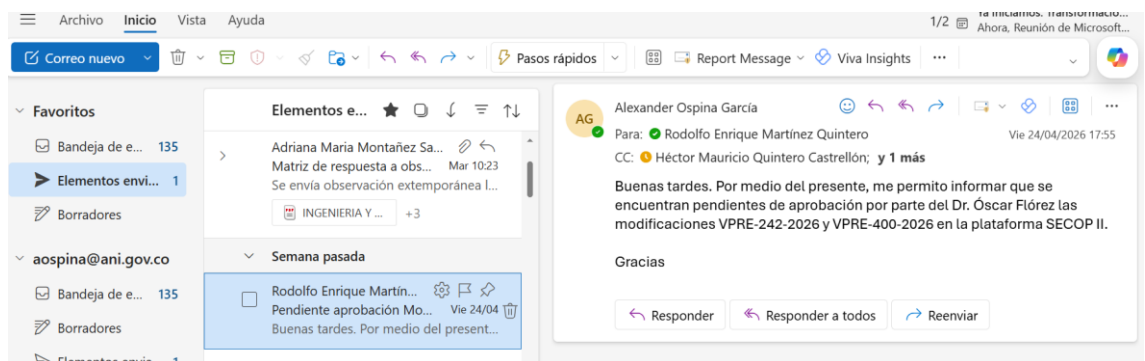 Archivo Inicio Vista Ayuda
1/2 Ya iniciamos. Transformacio...
Ahora, Reunión de Microsoft...
Correo nuevo
Pasos rápidos
Report Message
Viva Insights
Favoritos
Bandeja de e... 135
Elementos envi... 1
Borradores
aospina@ani.gov.co
Bandeja de e... 135
Borradores
Elementos envia... 1
Elementos e...
Adriana Maria Montañez Sa...
Matriz de respuesta a obs... Mar 10:23
Se envía observación extemporánea l...
INGENIERIA Y ... +3
Semana pasada
Rodolfo Enrique Martín...
Pendiente aprobación Mo... Vie 24/04
Buenas tardes. Por medio del present...
AG
Alexander Ospina García
Para: Rodolfo Enrique Martínez Quintero Vie 24/04/2026 17:55
CC: Héctor Mauricio Quintero Castrellón; y 1 más
Buenas tardes. Por medio del presente, me permito informar que se
encuentran pendientes de aprobación por parte del Dr. Óscar Flórez las
modificaciones VPRE-242-2026 y VPRE-400-2026 en la plataforma SECOP II.
Gracias
Responder
Responder a todos
Reenviar